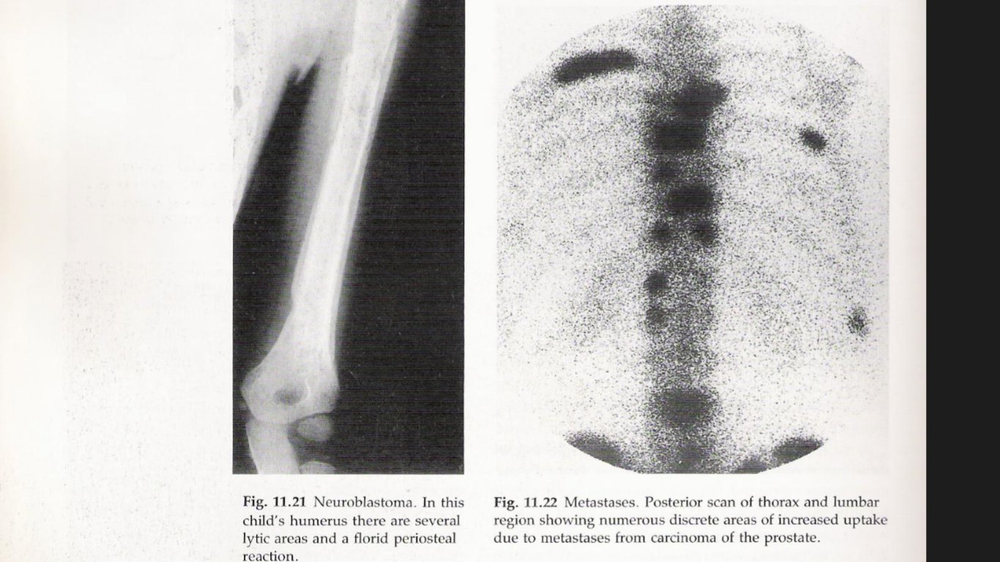 Fig. 11.21 Neuroblastoma. In this
child's humerus there are several
lytic areas and a florid periosteal
reaction.
Fig. 11.22 Metastases. Posterior scan of thorax and lumbar
region showing numerous discrete areas of increased uptake
due to metastases from carcinoma of the prostate.